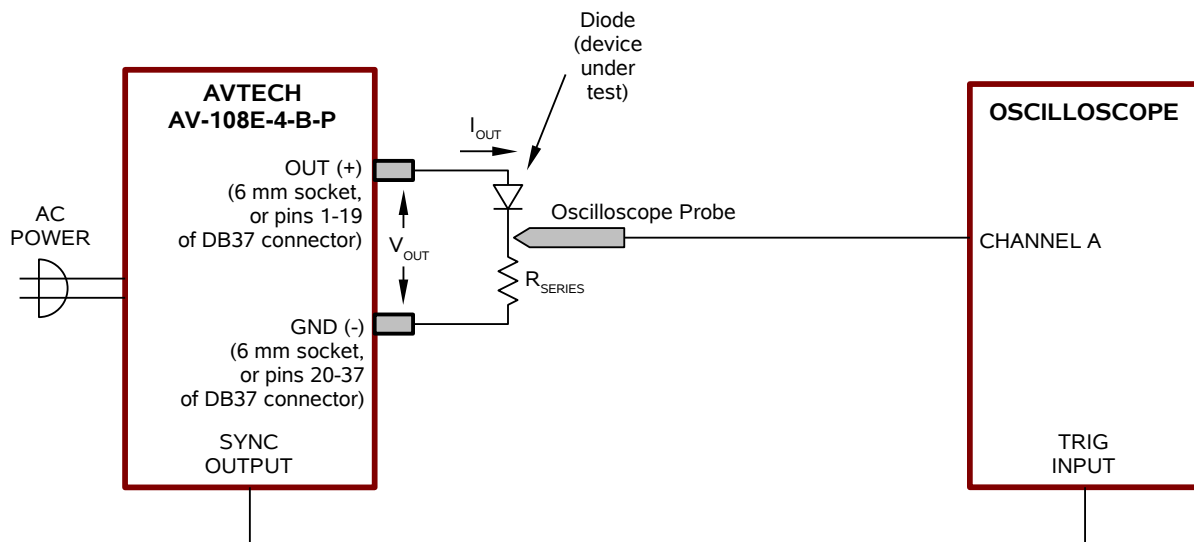 AVTECH
AV-108E-4-B-P
OUT (+)
(6 mm socket,
or pins 1-19
of DB37 connector)
GND (-)
(6 mm socket,
or pins 20-37
of DB37 connector)
SYNC
OUTPUT
AC
POWER
I_OUT
V_OUT
Diode
(device
under
test)
Oscilloscope Probe
R_SERIES
OSCILLOSCOPE
CHANNEL A
TRIG
INPUT